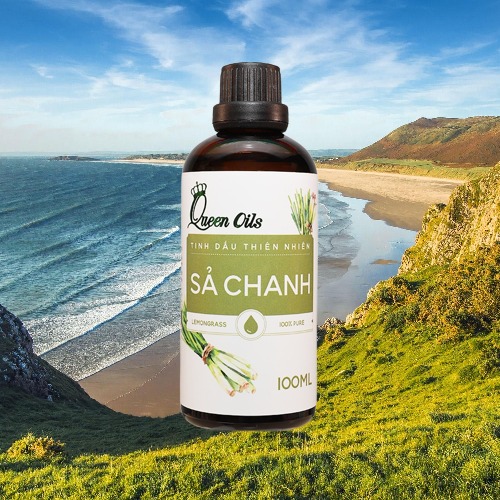 Queen Oils
TINH DẦU THIÊN NHIÊN
SẢ CHANH
LEMONGRASS 100% PURE
100ML